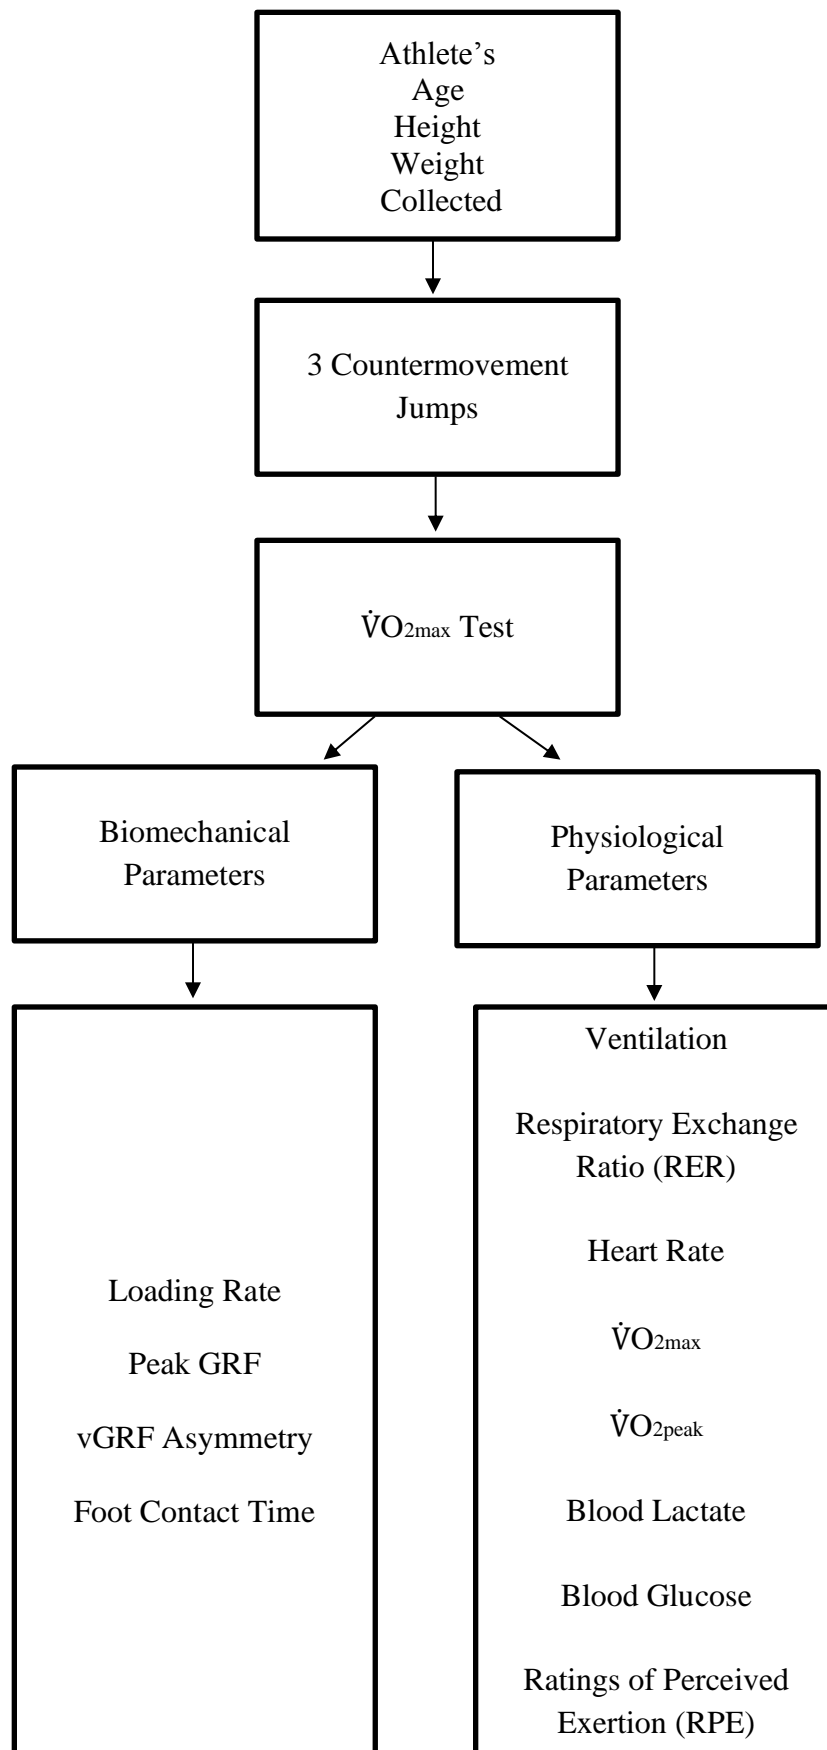 Athlete’s
Age
Height
Weight
Collected
3 Countermovement
Jumps
V̇O2max Test
Biomechanical
Parameters
Physiological
Parameters
Loading Rate
Peak GRF
vGRF Asymmetry
Foot Contact Time
Ventilation
Respiratory Exchange
Ratio (RER)
Heart Rate
V̇O2max
V̇O2peak
Blood Lactate
Blood Glucose
Ratings of Perceived
Exertion (RPE)